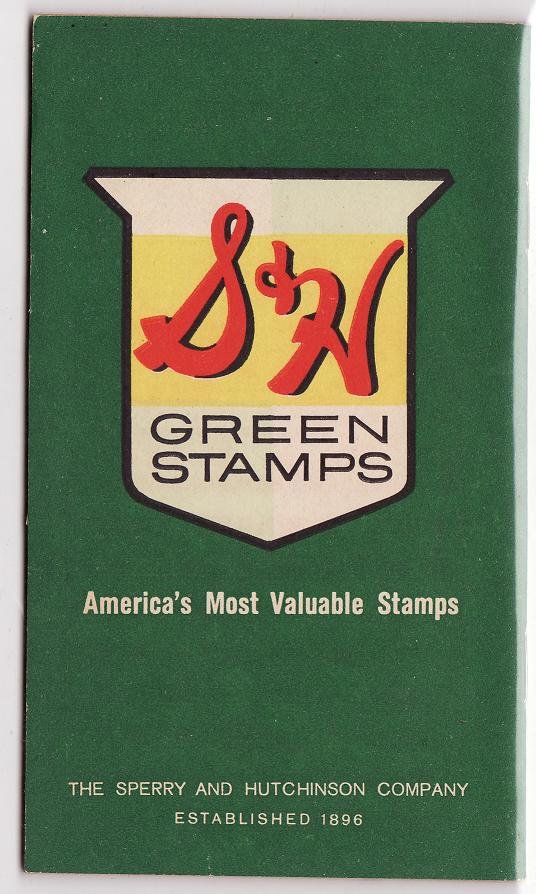 S&H
GREEN
STAMPS
America's Most Valuable Stamps
THE SPERRY AND HUTCHINSON COMPANY
ESTABLISHED 1896